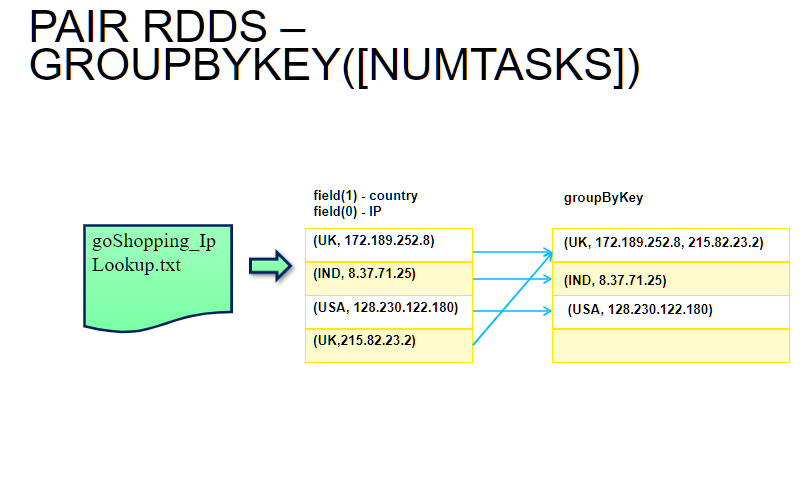 PAIR RDDS –
GROUPBYKEY([NUMTASKS])
goShopping_Ip
Lookup.txt
field(1) - country
field(0) - IP
(UK, 172.189.252.8)
(IND, 8.37.71.25)
(USA, 128.230.122.180)
(UK,215.82.23.2)
groupByKey
(UK, 172.189.252.8, 215.82.23.2)
(IND, 8.37.71.25)
(USA, 128.230.122.180)